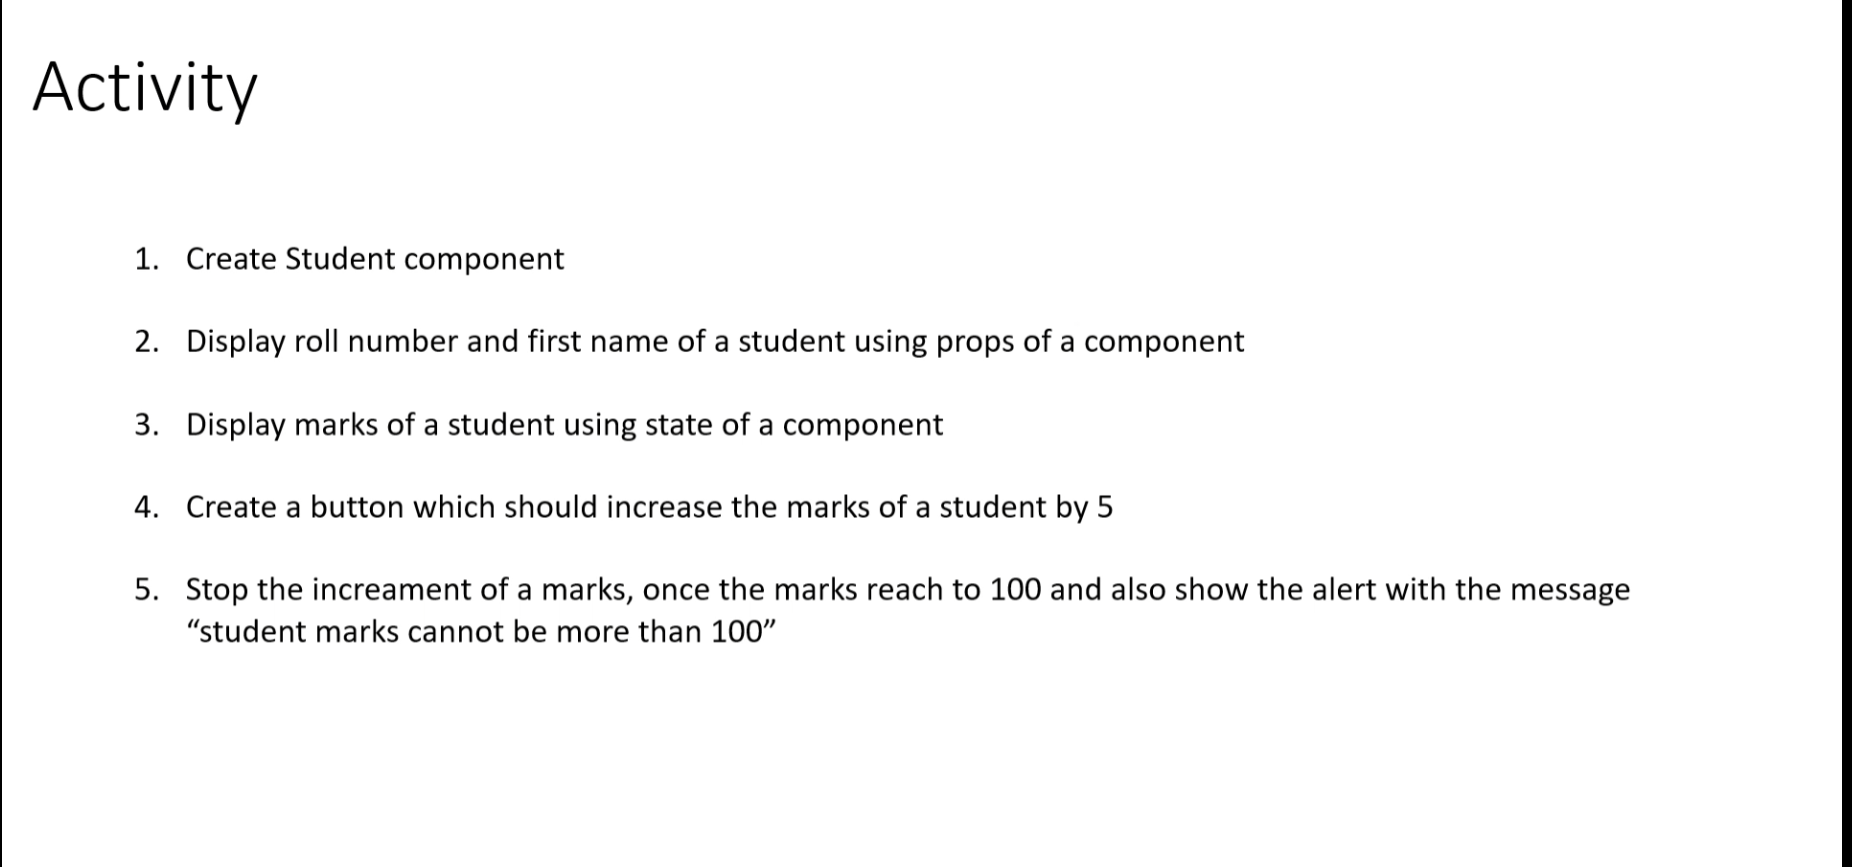 Activity
1. Create Student component
2. Display roll number and first name of a student using props of a component
3. Display marks of a student using state of a component
4. Create a button which should increase the marks of a student by 5
5. Stop the increament of a marks, once the marks reach to 100 and also show the alert with the message
“student marks cannot be more than 100”